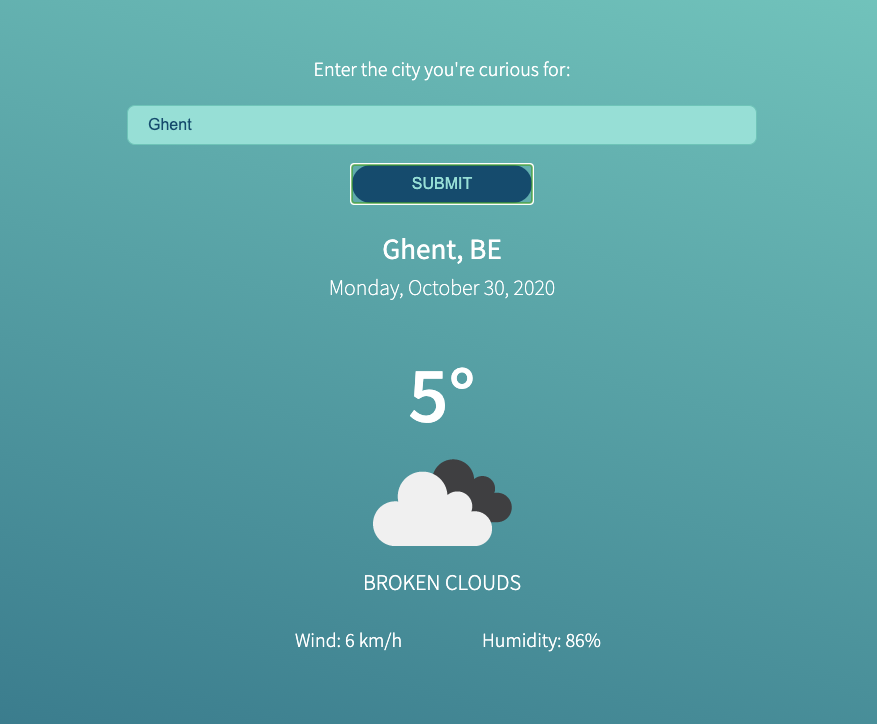 Enter the city you're curious for:
Ghent
SUBMIT
Ghent, BE
Monday, October 30, 2020
5°
BROKEN CLOUDS
Wind: 6 km/h Humidity: 86%